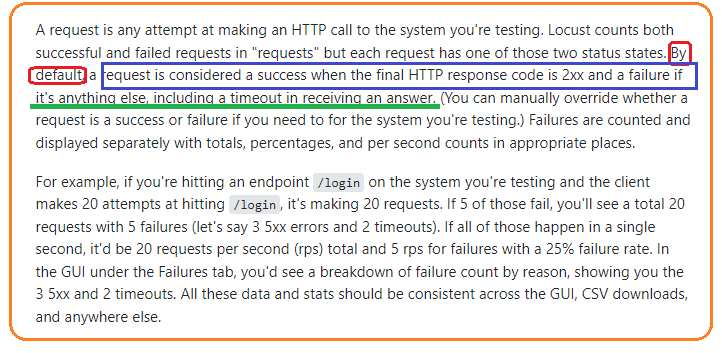 A request is any attempt at making an HTTP call to the system you're testing. Locust counts both
successful and failed requests in "requests" but each request has one of those two status states. By
default, a request is considered a success when the final HTTP response code is 2xx and a failure if
it's anything else, including a timeout in receiving an answer. (You can manually override whether a
request is a success or failure if you need to for the system you're testing.) Failures are counted and
displayed separately with totals, percentages, and per second counts in appropriate places.
For example, if you're hitting an endpoint /login on the system you're testing and the client
makes 20 attempts at hitting /login, it's making 20 requests. If 5 of those fail, you'll see a total 20
requests with 5 failures (let's say 3 5xx errors and 2 timeouts). If all of those happen in a single
second, it'd be 20 requests per second (rps) total and 5 rps for failures with a 25% failure rate. In
the GUI under the Failures tab, you'd see a breakdown of failure count by reason, showing you the
3 5xx and 2 timeouts. All these data and stats should be consistent across the GUI, CSV downloads,
and anywhere else.